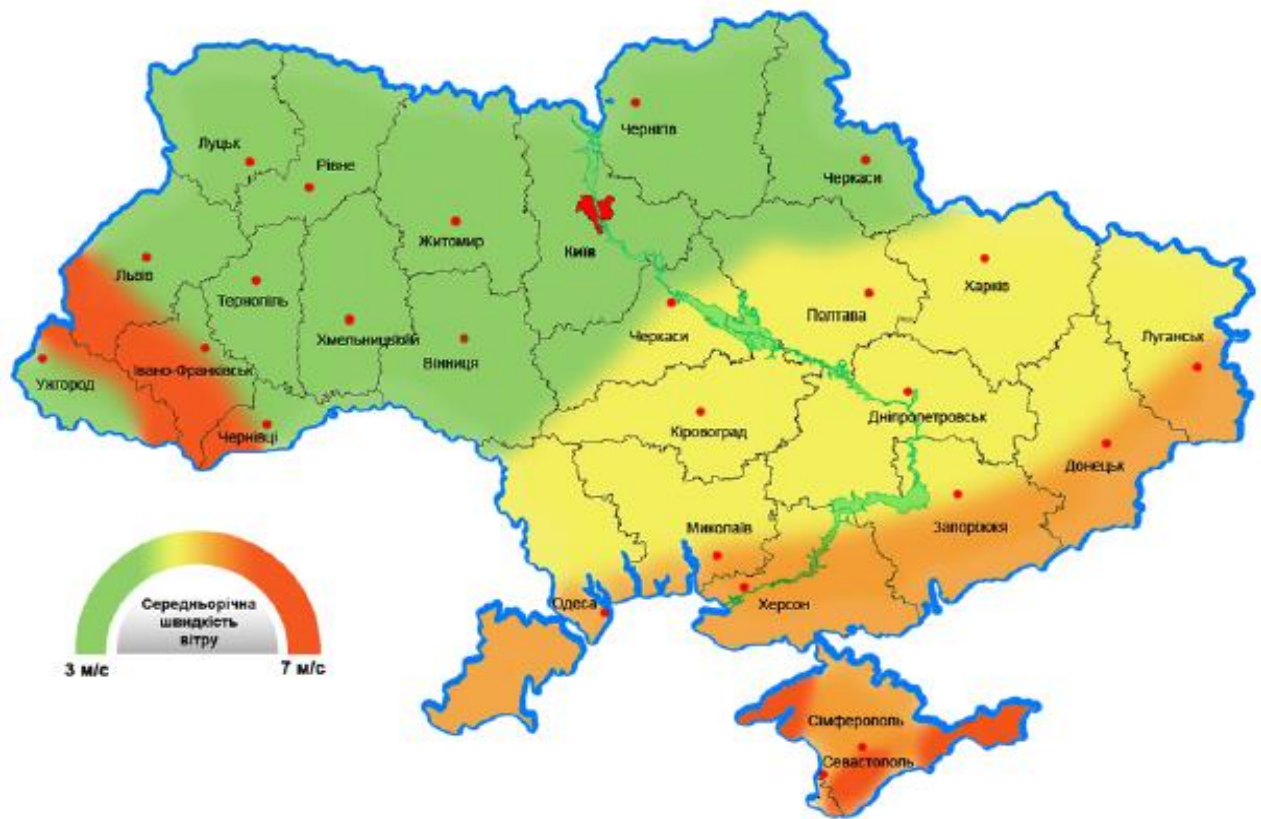 Чернігів
Луцьк
Рівне
Черкаси
Житомир
Київ
Львів
Тернопіль
Харків
Хмельницякий
Вінниця
Черкаси
Полтава
Луганськ
Ужгород
Івано-Франківськ
Чернівці
Кіровоград
Дніпропетровськ
Донецьк
Миколаїв
Запоріжжя
Одеса
Херсон
Середньорічна
швидкість
вітру
3 м/с
7 м/с
Сімферополь
Севастополь